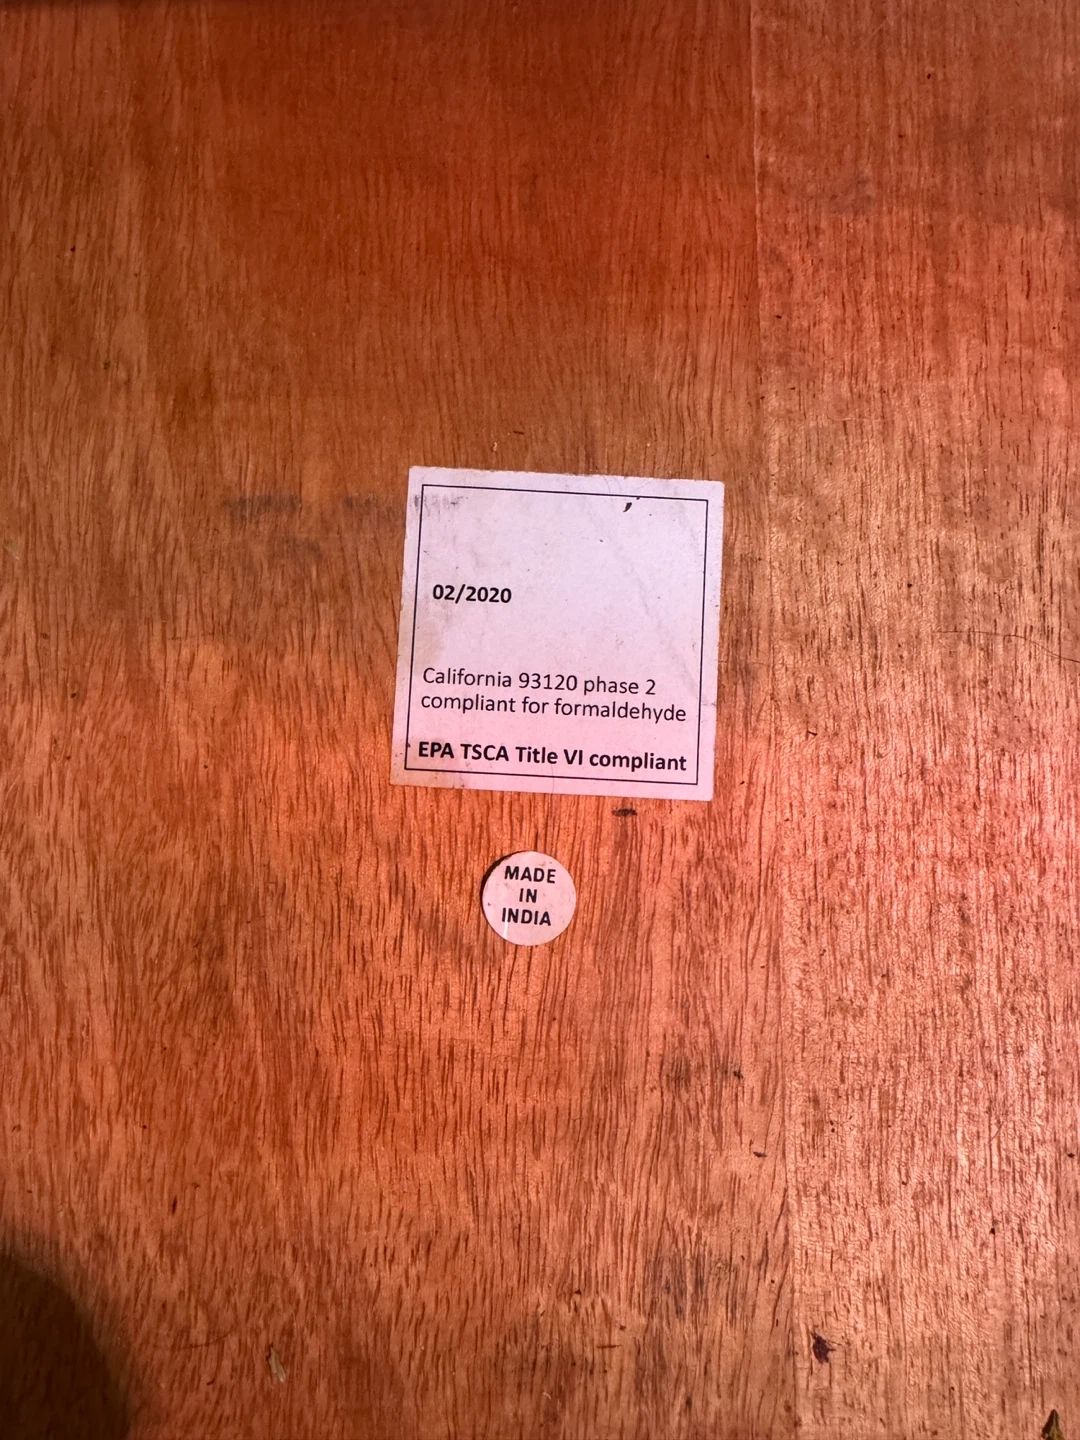 02/2020
California 93120 phase 2
compliant for formaldehyde
EPA TSCA Title VI compliant
MADE
IN
INDIA